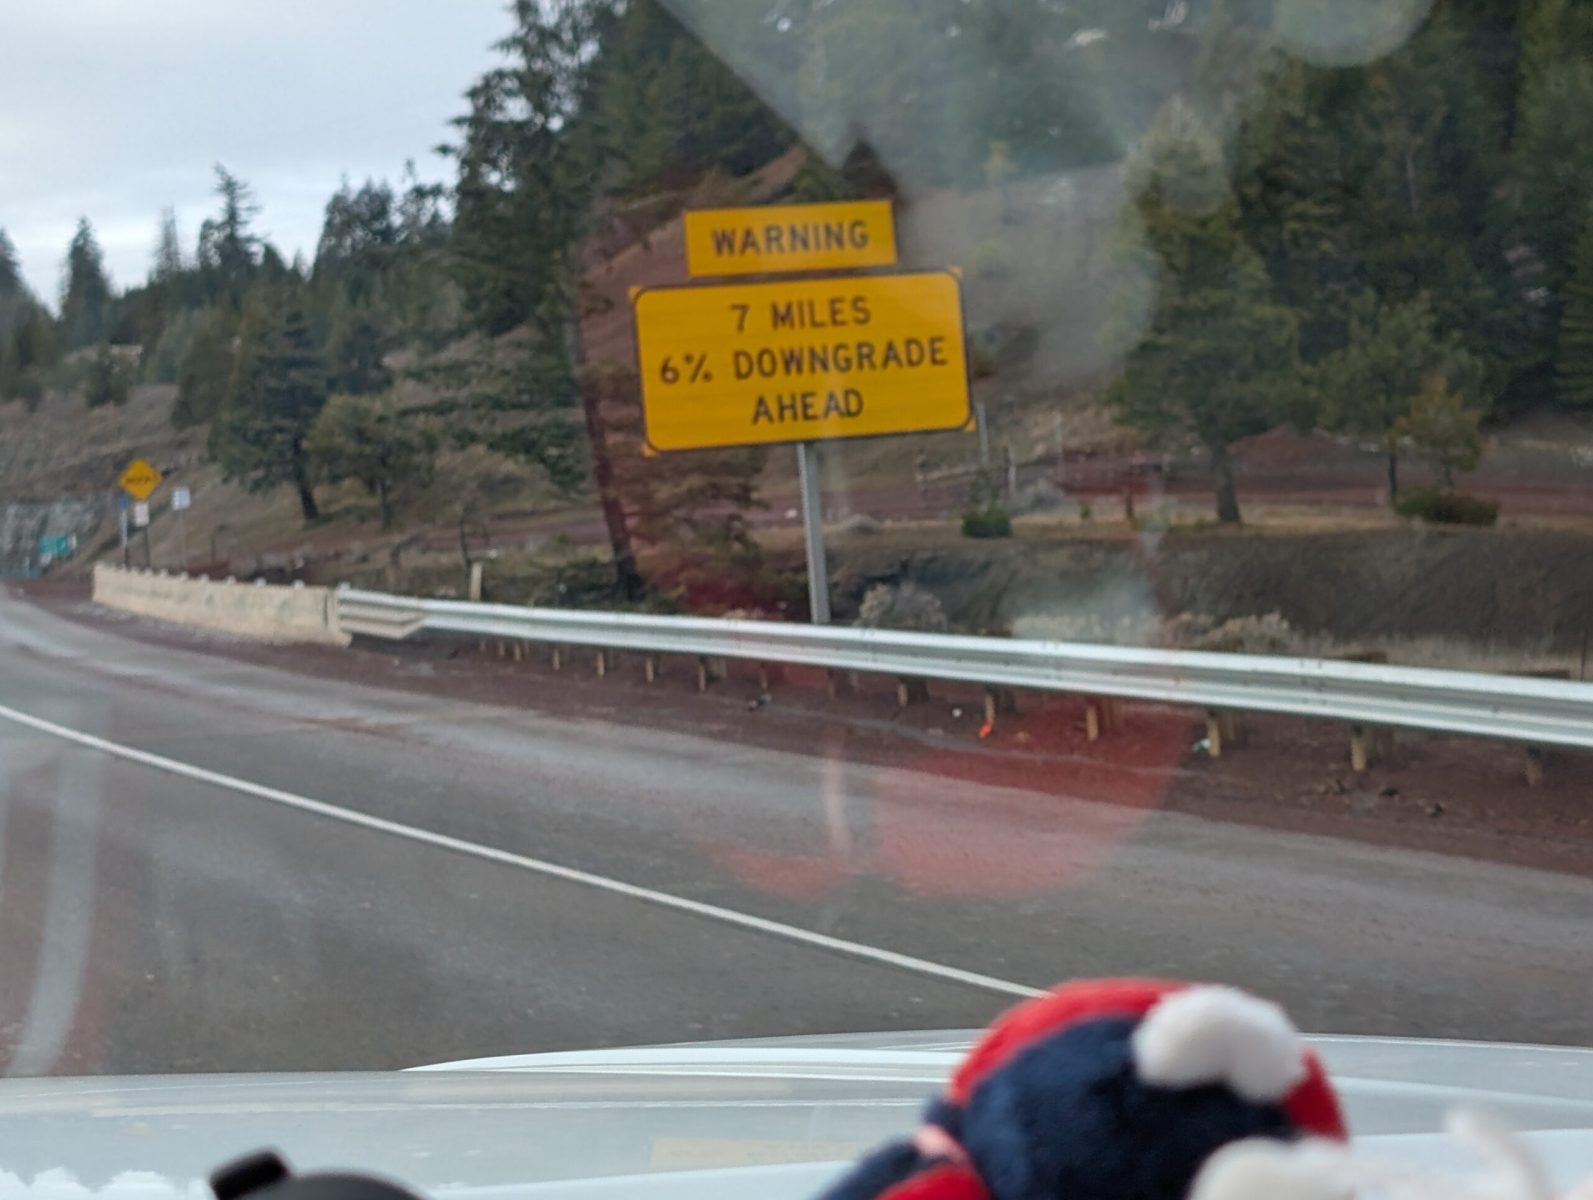 WARNING
7 MILES
6% DOWNGRADE
AHEAD